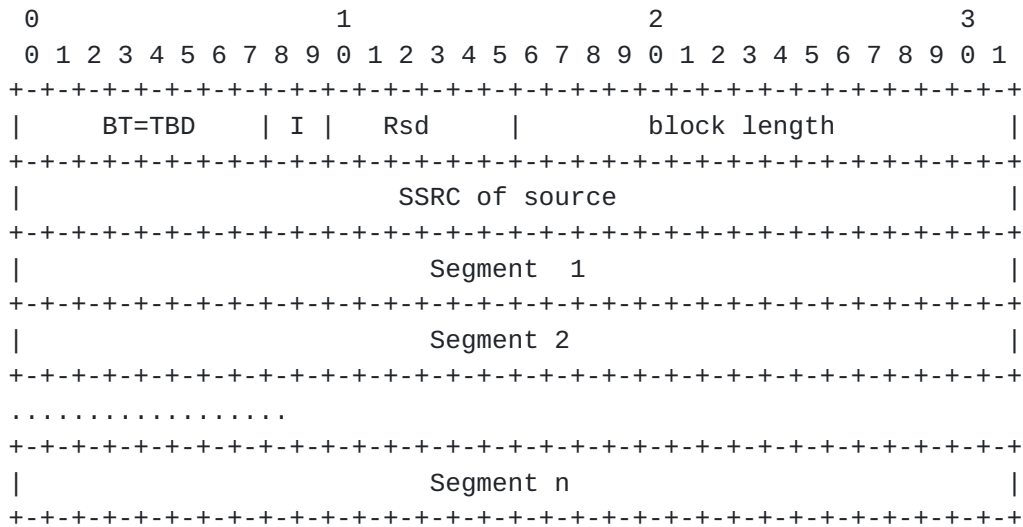 0                   1                   2                   3
 0 1 2 3 4 5 6 7 8 9 0 1 2 3 4 5 6 7 8 9 0 1 2 3 4 5 6 7 8 9 0 1
+-+-+-+-+-+-+-+-+-+-+-+-+-+-+-+-+-+-+-+-+-+-+-+-+-+-+-+-+-+-+-+-+
|     BT=TBD    | I |   Rsd     |        block length           |
+-+-+-+-+-+-+-+-+-+-+-+-+-+-+-+-+-+-+-+-+-+-+-+-+-+-+-+-+-+-+-+-+
|                        SSRC of source                         |
+-+-+-+-+-+-+-+-+-+-+-+-+-+-+-+-+-+-+-+-+-+-+-+-+-+-+-+-+-+-+-+-+
|                          Segment  1                           |
+-+-+-+-+-+-+-+-+-+-+-+-+-+-+-+-+-+-+-+-+-+-+-+-+-+-+-+-+-+-+-+-+
|                          Segment 2                            |
+-+-+-+-+-+-+-+-+-+-+-+-+-+-+-+-+-+-+-+-+-+-+-+-+-+-+-+-+-+-+-+-+
..................
+-+-+-+-+-+-+-+-+-+-+-+-+-+-+-+-+-+-+-+-+-+-+-+-+-+-+-+-+-+-+-+-+
|                          Segment n                            |
+-+-+-+-+-+-+-+-+-+-+-+-+-+-+-+-+-+-+-+-+-+-+-+-+-+-+-+-+-+-+-+-+